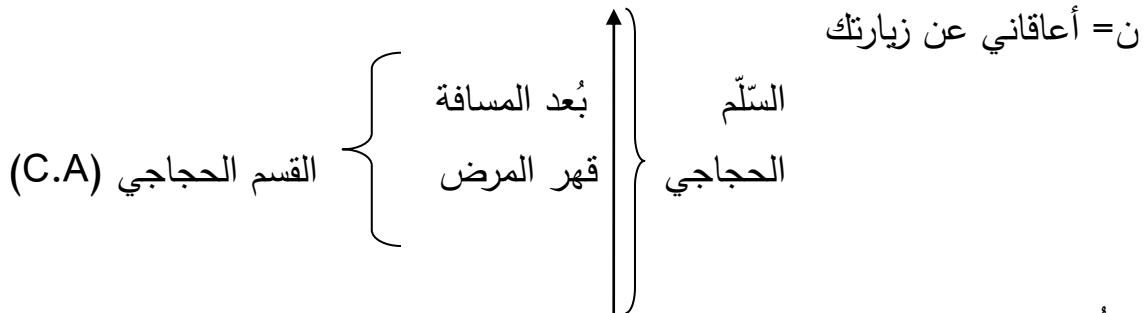 ن= أعاقاني عن زيارتك
السّلّم
الحجاجي
بُعد المسافة
قهر المرض
القسم الحجاجي (C.A)